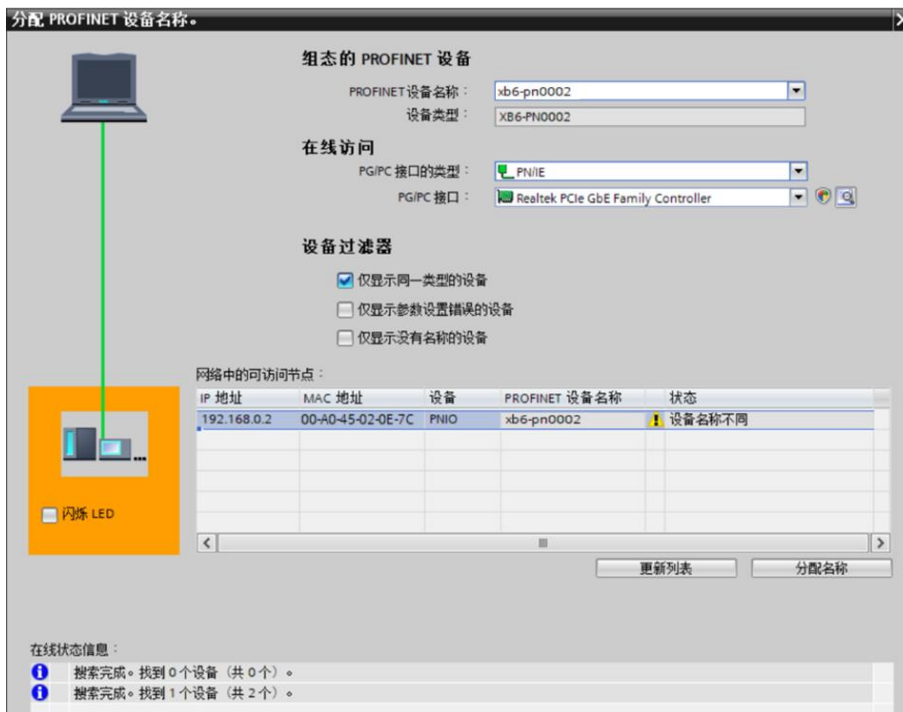 分配 PROFINET 设备名称。
组态的 PROFINET 设备
PROFINET设备名称： xb6-pn0002
设备类型： XB6-PN0002
在线访问
PG/PC 接口的类型： PN/IE
PG/PC 接口： Realtek PCIe GbE Family Controller
设备过滤器
仅显示同一类型的设备
仅显示参数设置错误的设备
仅显示没有名称的设备
网络中的可访问节点：
IP 地址 MAC 地址 设备 PROFINET 设备名称 状态
192.168.0.2 00-A0-45-02-0E-7C PNIO xb6-pn0002 设备名称不同
闪烁 LED
更新列表 分配名称
在线状态信息：
搜索完成。找到 0 个设备（共 0 个）。
搜索完成。找到 1 个设备（共 2 个）。